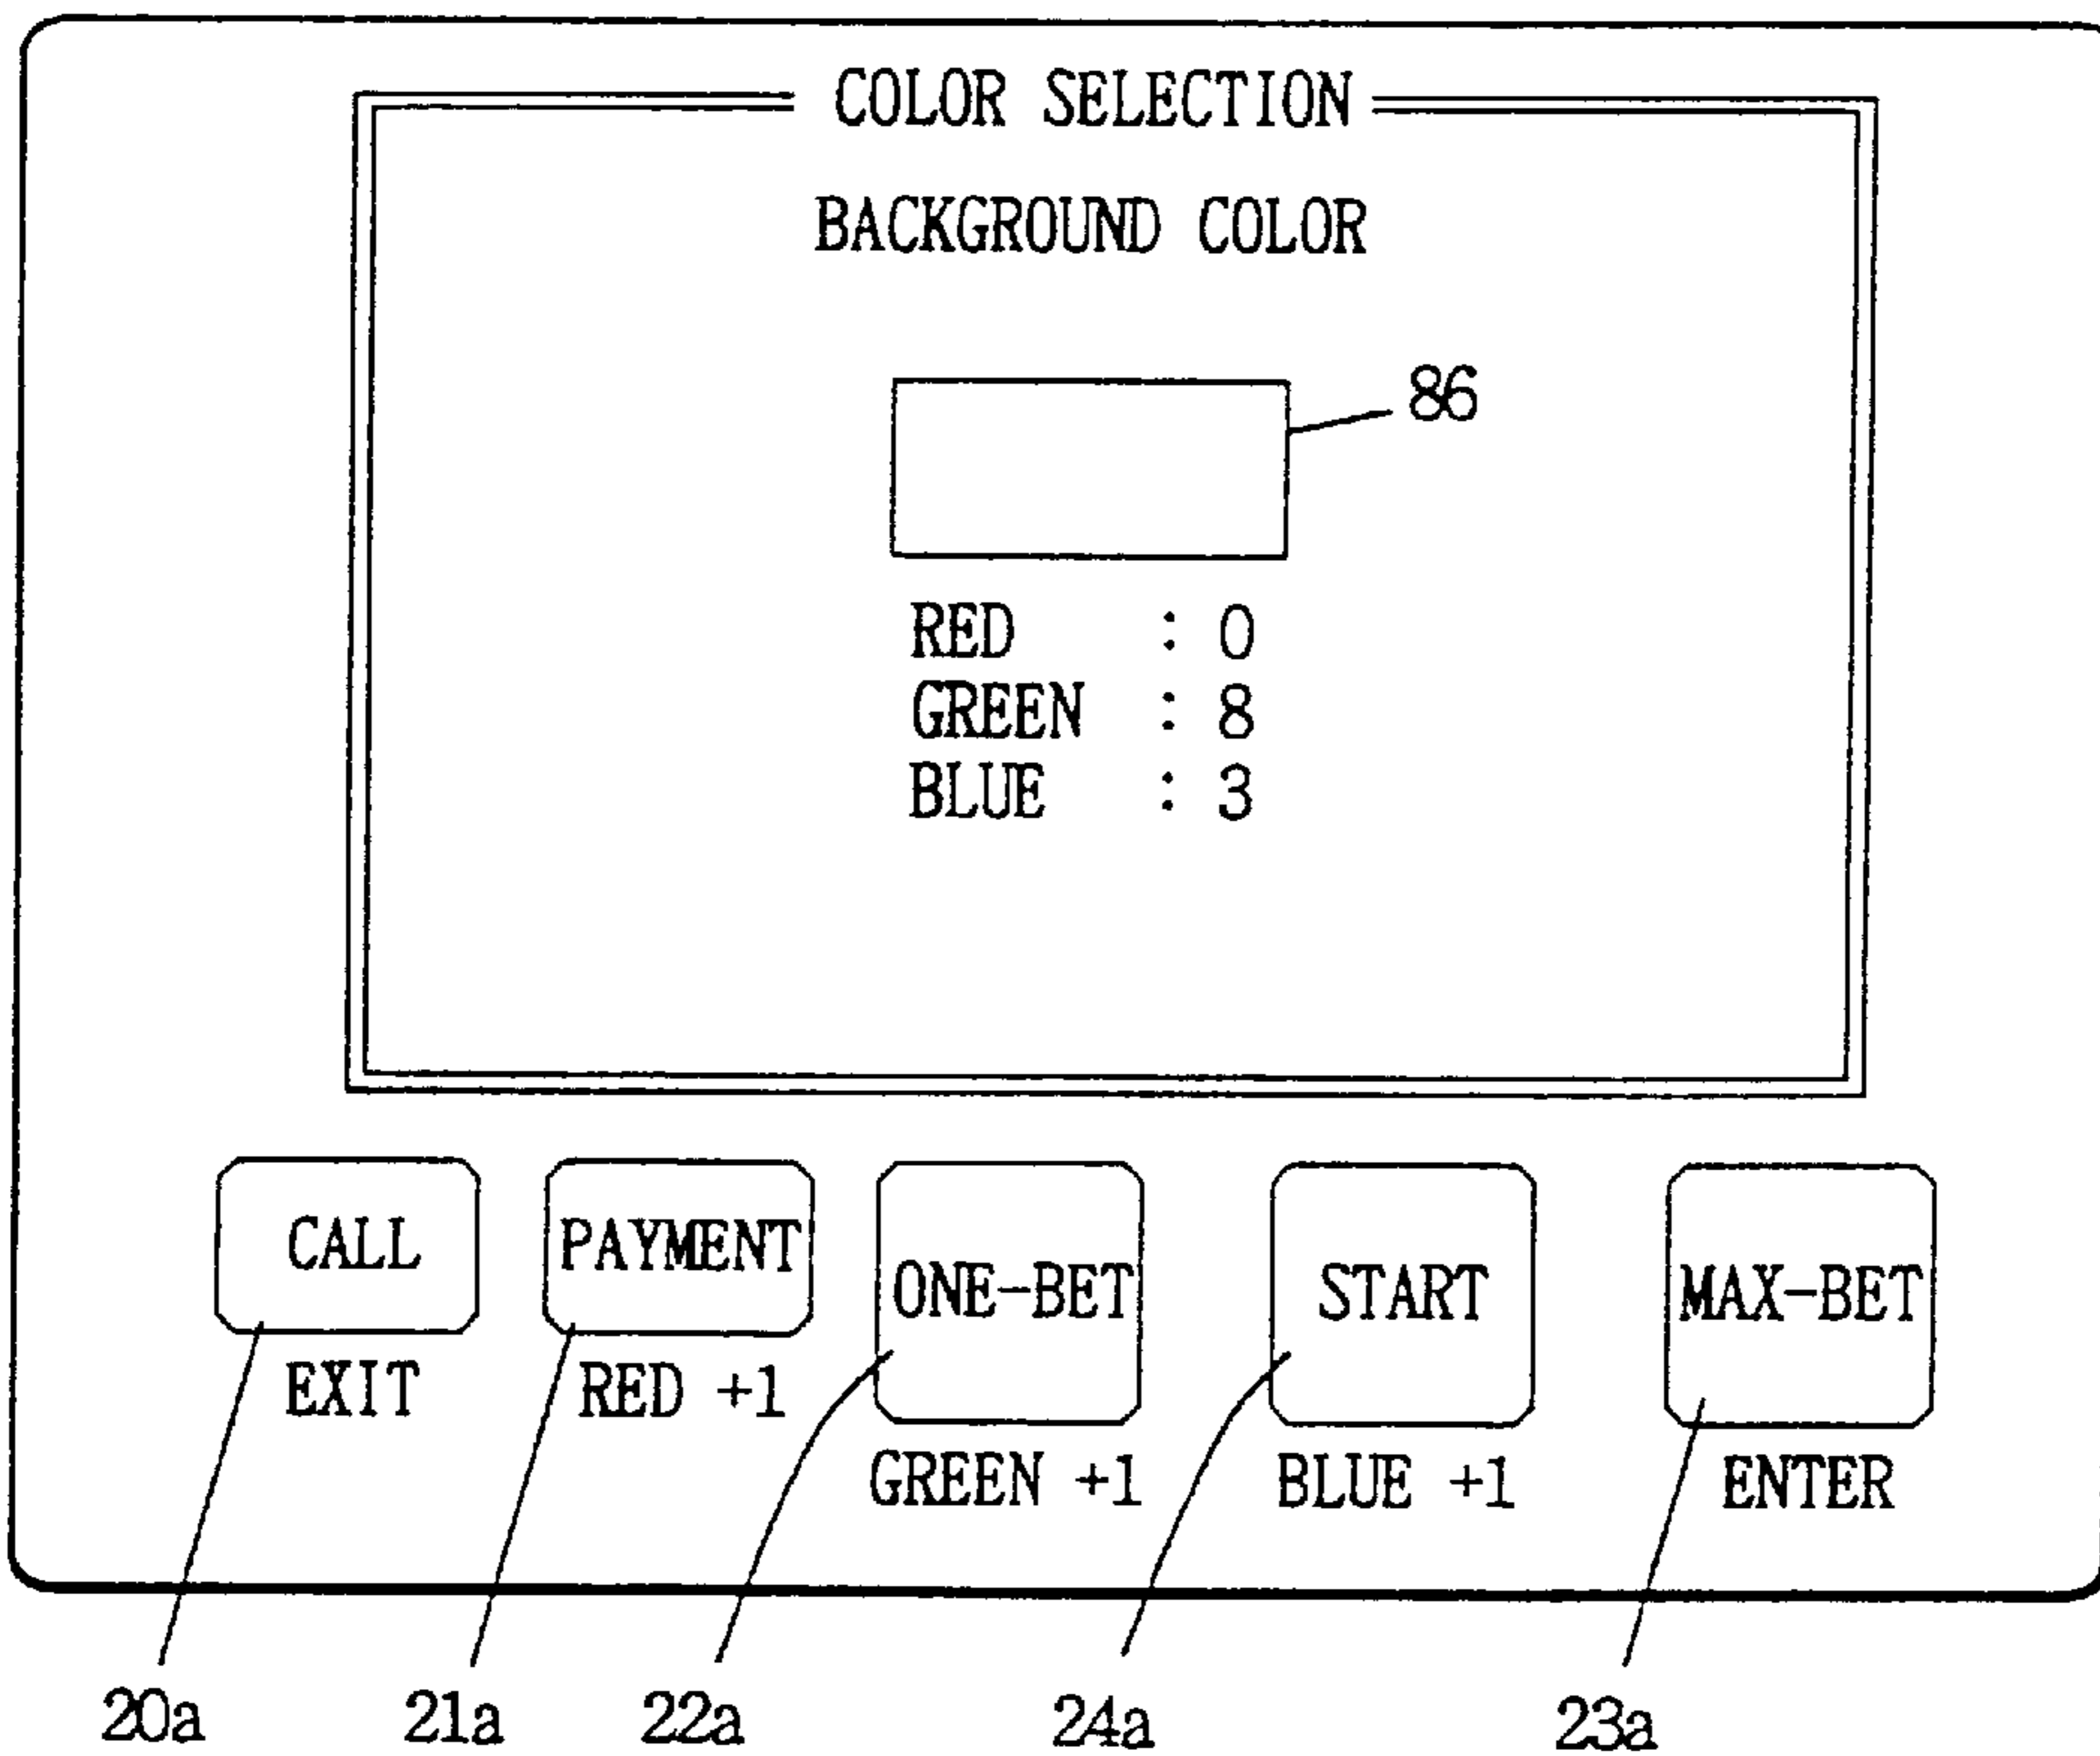 COLOR SELECTION
BACKGROUND COLOR
86
RED : 0
GREEN : 8
BLUE : 3
CALL PAYMENT ONE-BET START MAX-BET
EXIT RED +1 GREEN +1 BLUE +1 ENTER
20a 21a 22a 24a 23a